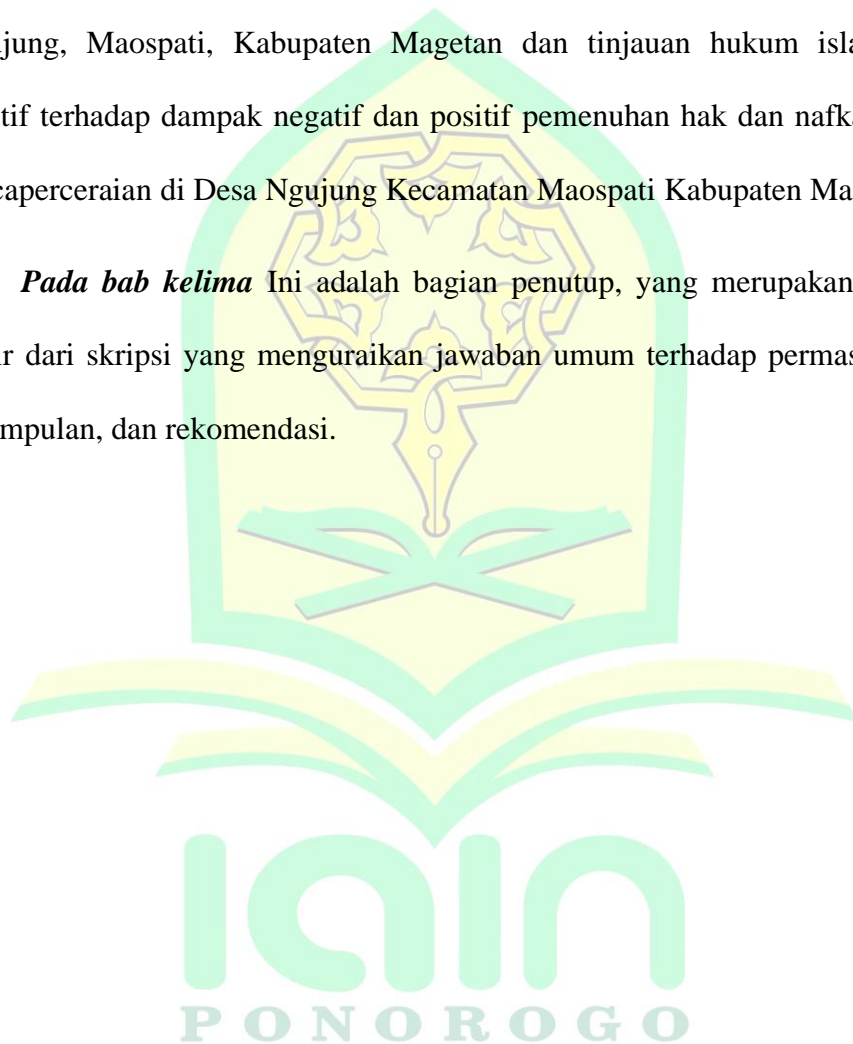 jung, Maospati, Kabupaten Magetan dan tinjauan hukum isla
tif terhadap dampak negatif dan positif pemenuhan hak dan nafka
caperceraian di Desa Ngujung Kecamatan Maospati Kabupaten Ma
Pada bab kelima Ini adalah bagian penutup, yang merupakan
r dari skripsi yang menguraikan jawaban umum terhadap permas
mpulan, dan rekomendasi.
iain
PONOROGO